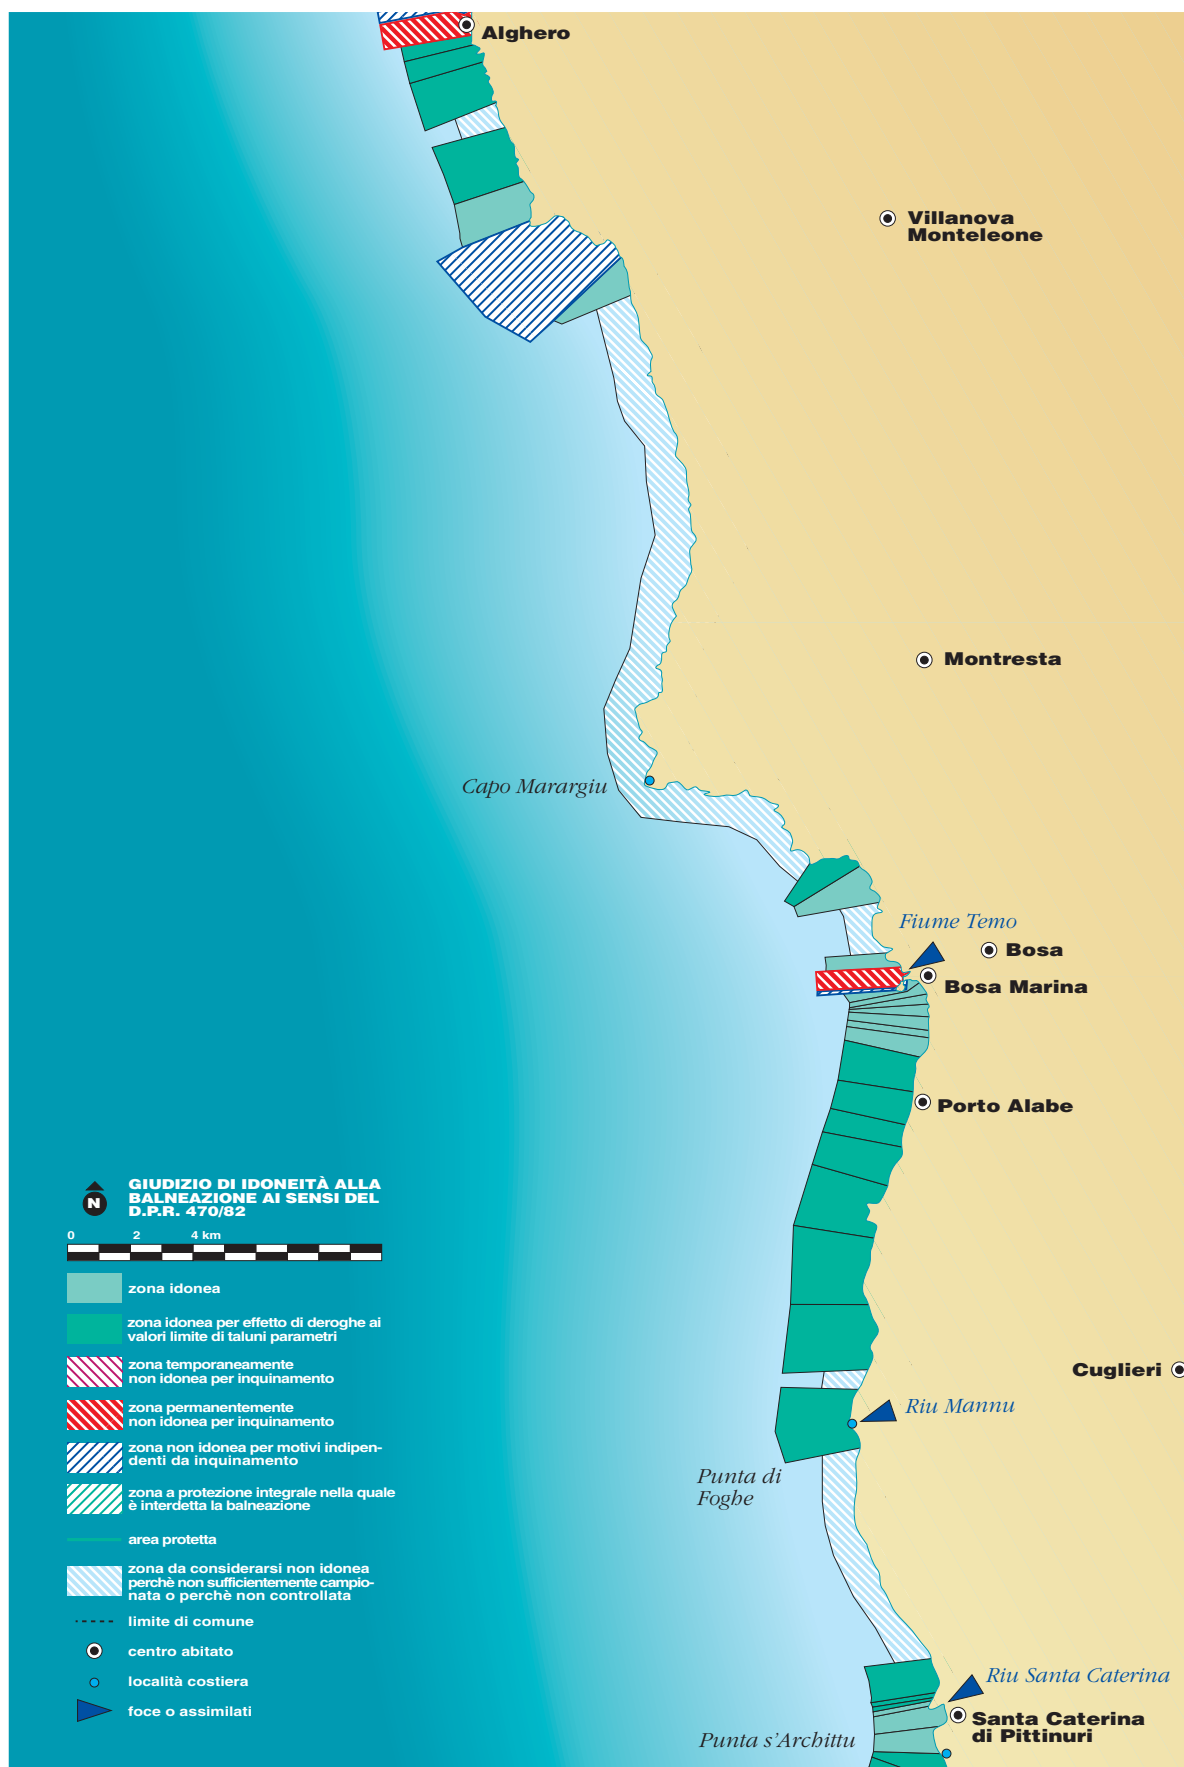 Alghero
Villanova
Monteleone
Montresta
Capo Marargiu
Fiume Temo
Bosa
Bosa Marina
Porto Alabe
N
GIUDIZIO DI IDONEITÀ ALLA
BALNEAZIONE AI SENSI DEL
D.P.R. 470/82
0 2 4 km
zona idonea
zona idonea per effetto di deroghe ai
valori limite di taluni parametri
zona temporaneamente
non idonea per inquinamento
zona permanentemente
non idonea per inquinamento
zona non idonea per motivi indipen-
denti da inquinamento
zona a protezione integrale nella quale
è interdetta la balneazione
area protetta
zona da considerarsi non idonea
perchè non sufficientemente campio-
nata o perchè non controllata
limite di comune
centro abitato
località costiera
foce o assimilati
Cuglieri
Riu Mannu
Punta di
Foghe
Riu Santa Caterina
Santa Caterina
di Pittinuri
Punta s'Archittu